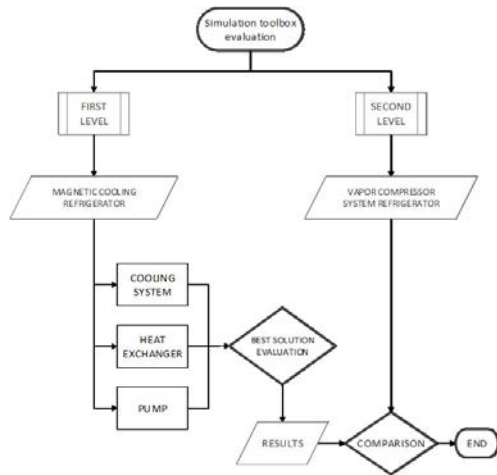 Simulation toolbox
evaluation
FIRST
LEVEL
SECOND
LEVEL
MAGNETIC COOLING
REFRIGERATOR
VAPOR COMPRESSOR
SYSTEM REFRIGERATOR
COOLING
SYSTEM
HEAT
EXCHANGER
BEST SOLUTION
EVALUATION
PUMP
RESULTS
COMPARISON
END